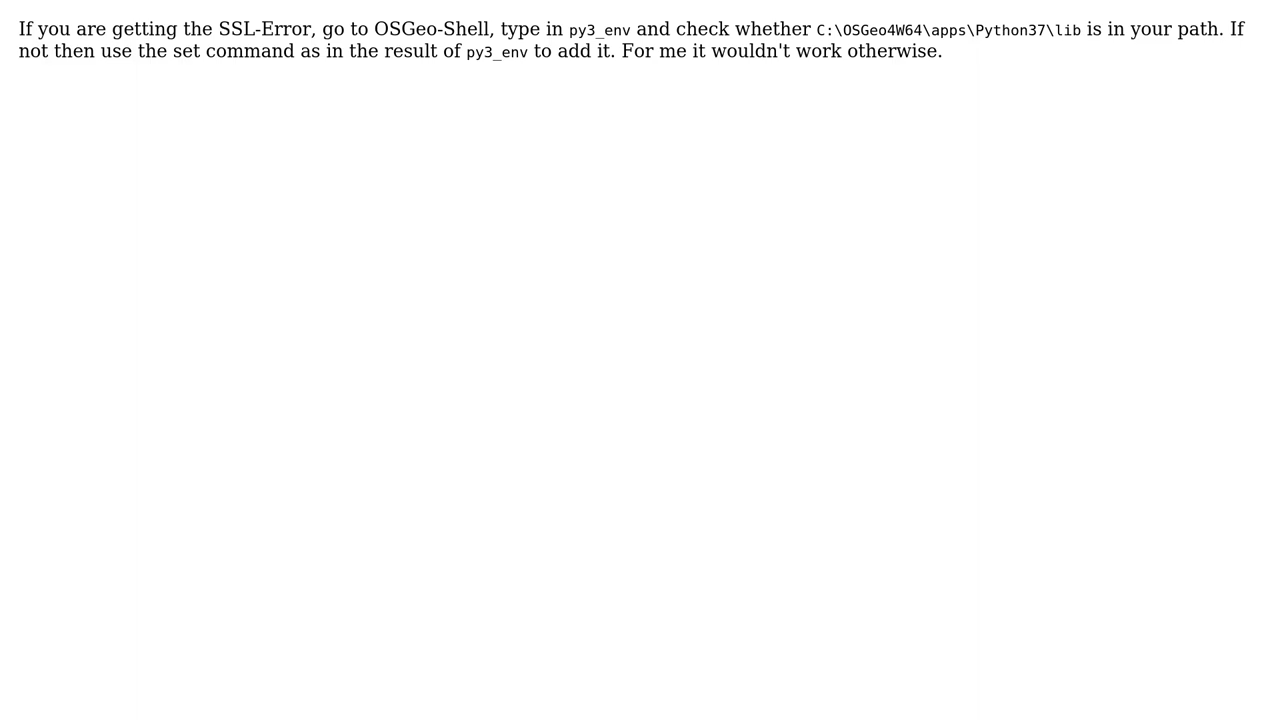 If you are getting the SSL-Error, go to OSGeo-Shell, type in py3_env and check whether C:\OSGeo4W64\apps\Python37\lib is in your path. If
not then use the set command as in the result of py3_env to add it. For me it wouldn't work otherwise.